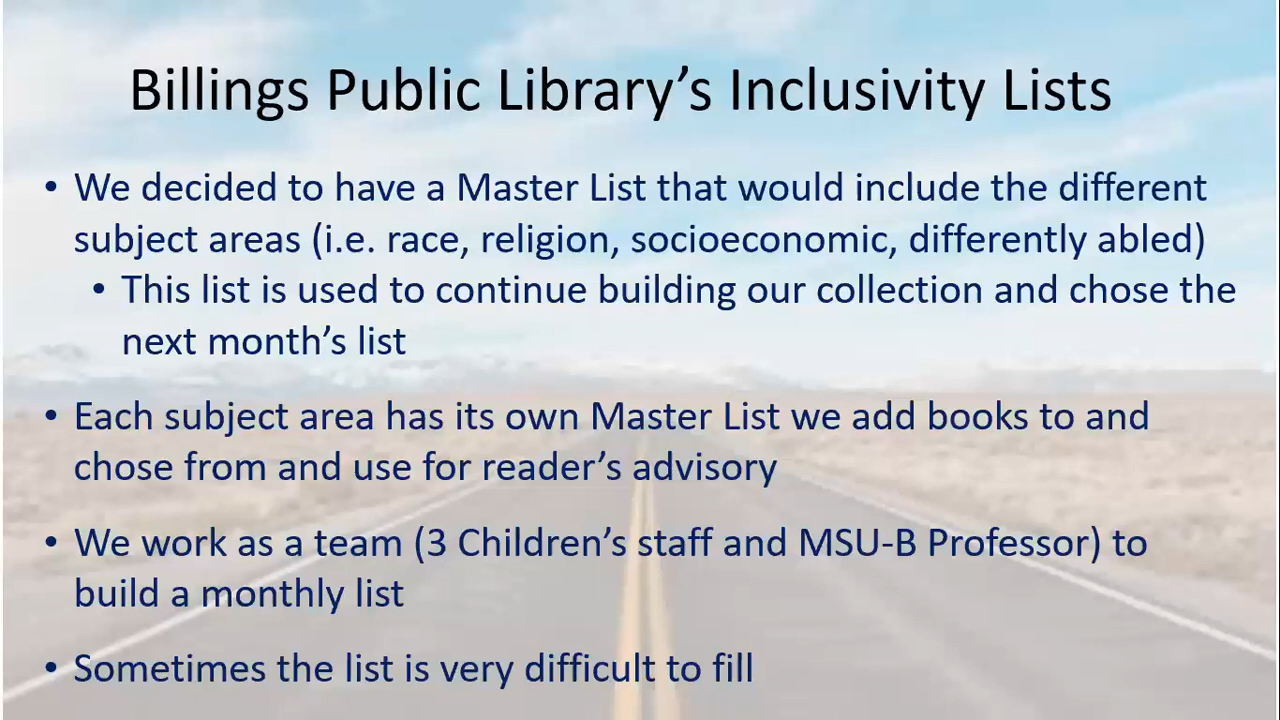 Billings Public Library’s Inclusivity Lists
• We decided to have a Master List that would include the different
subject areas (i.e. race, religion, socioeconomic, differently abled)
• This list is used to continue building our collection and chose the
next month’s list
• Each subject area has its own Master List we add books to and
chose from and use for reader’s advisory
• We work as a team (3 Children’s staff and MSU-B Professor) to
build a monthly list
• Sometimes the list is very difficult to fill